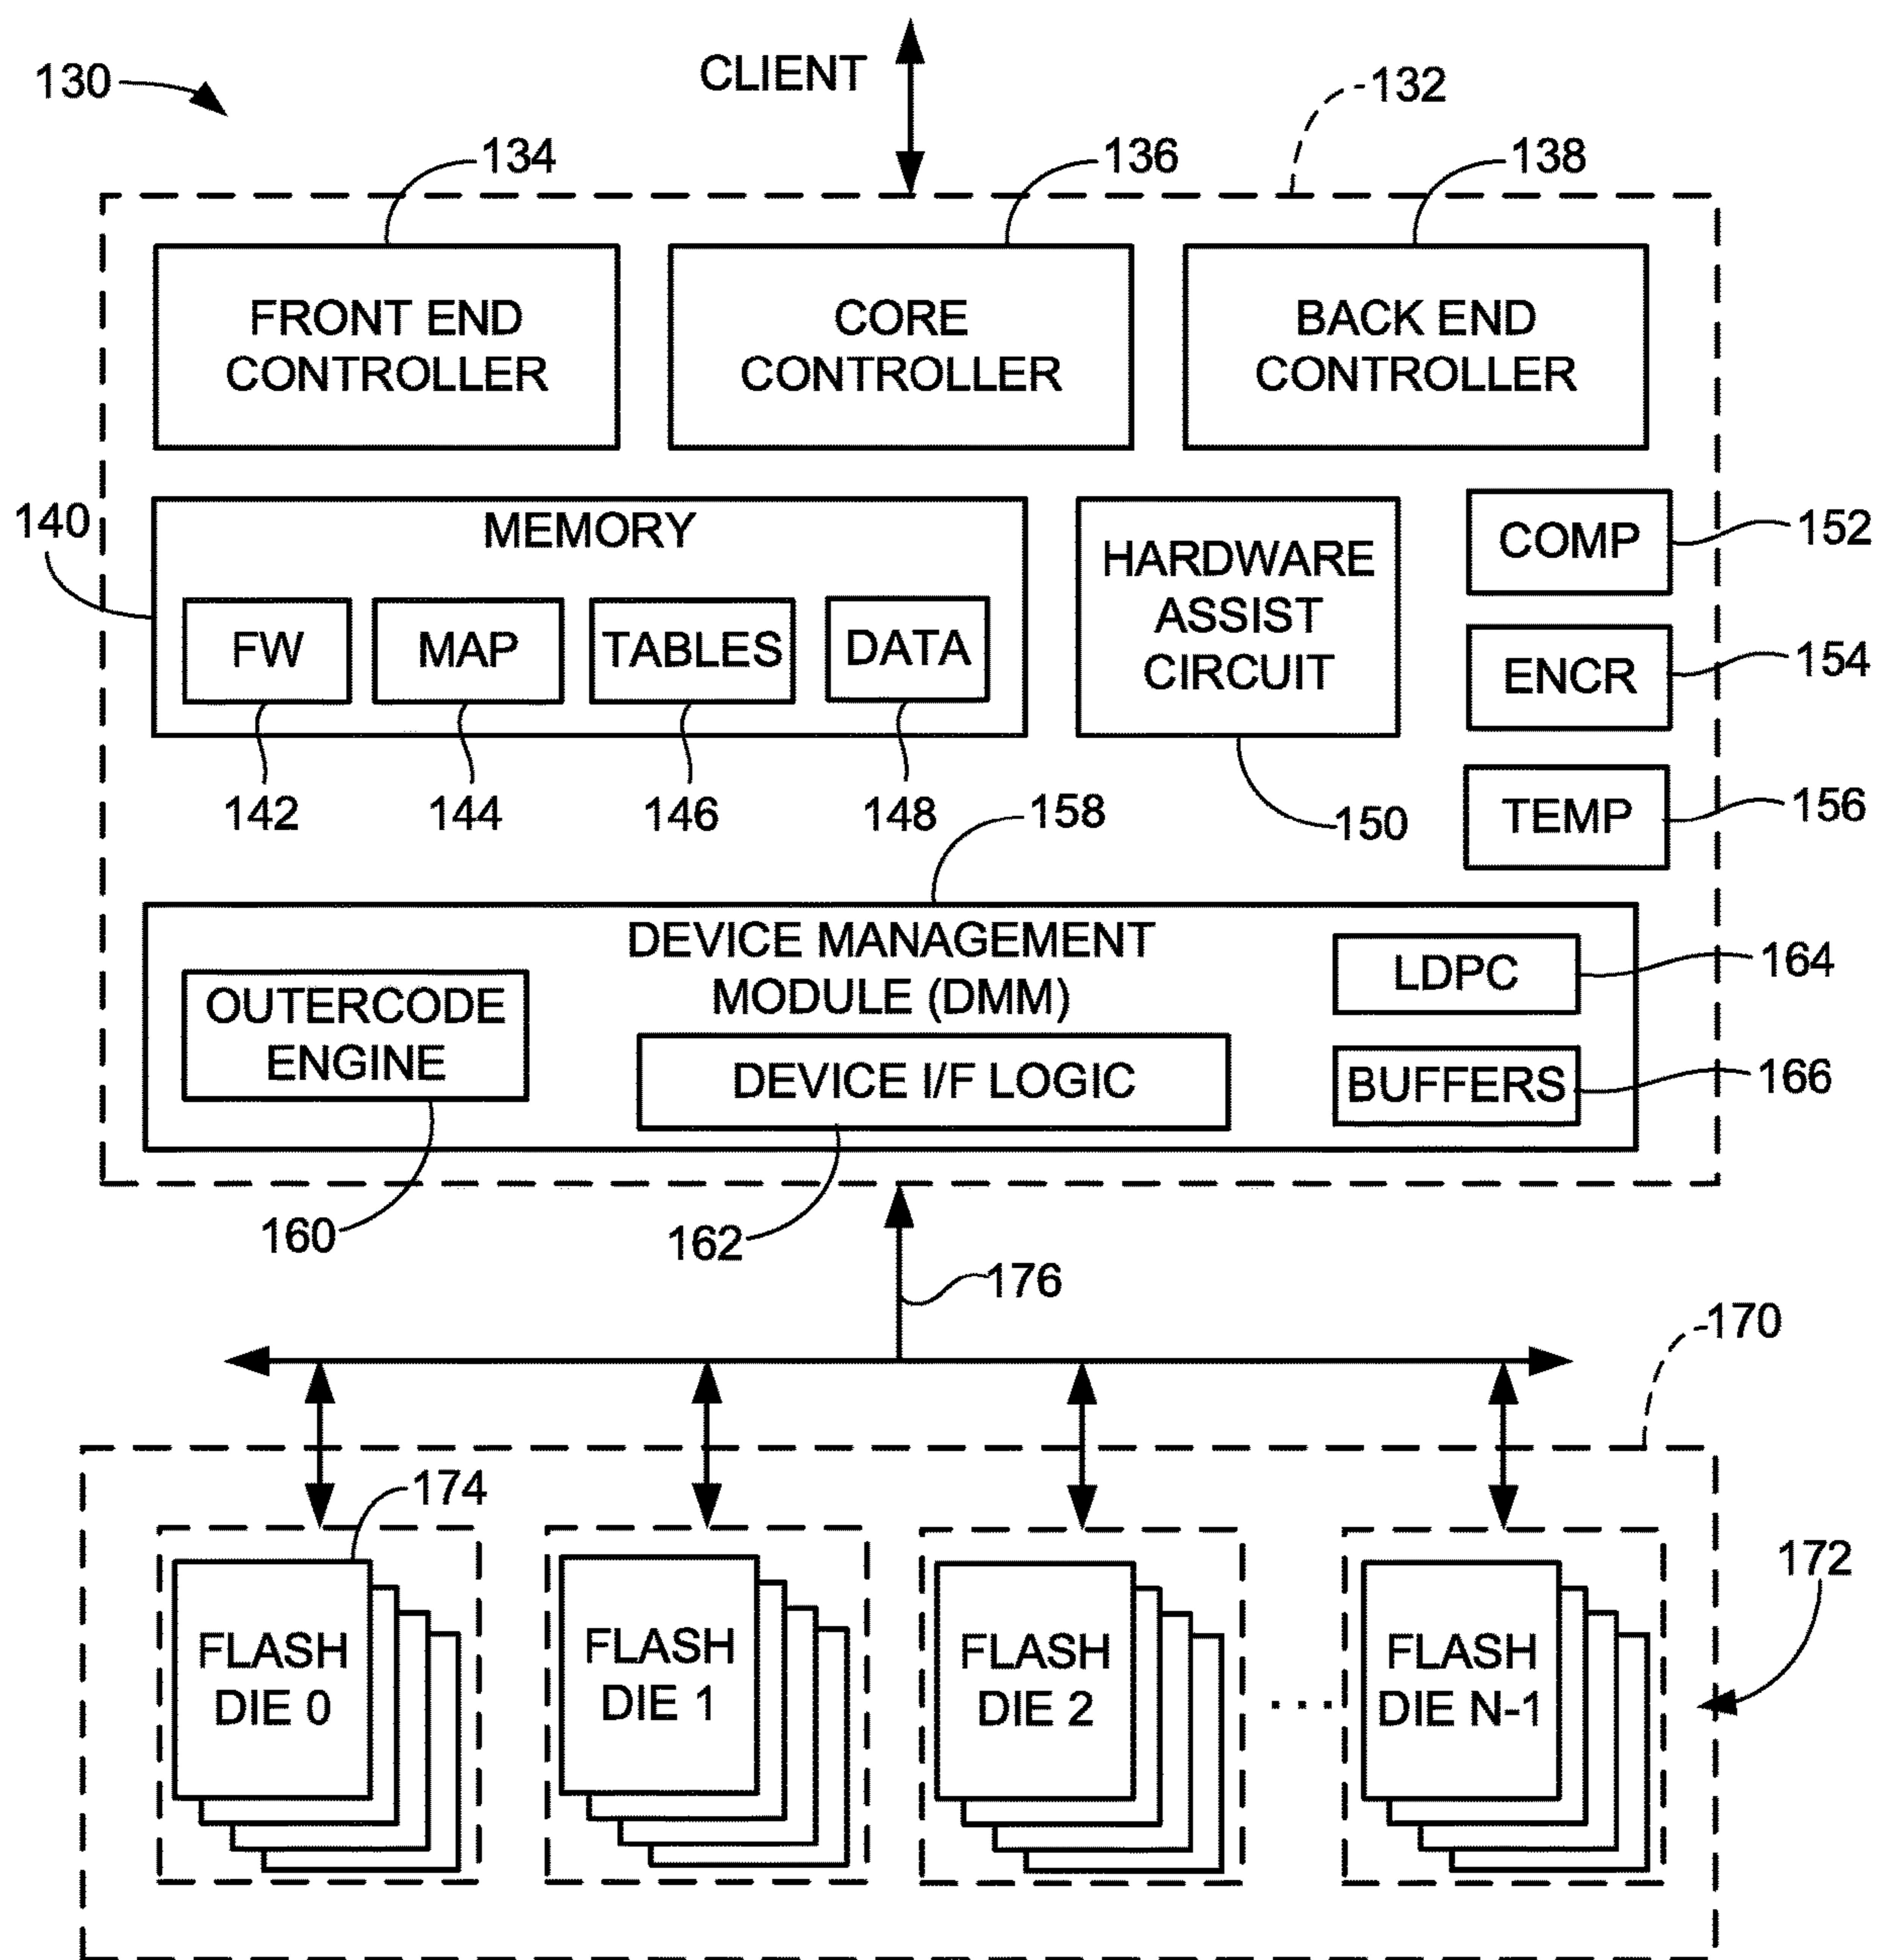 CLIENT
130
132
134
136
138
FRONT END
CONTROLLER
CORE
CONTROLLER
BACK END
CONTROLLER
140
MEMORY
FW
MAP
TABLES
DATA
142
144
146
148
HARDWARE
ASSIST
CIRCUIT
150
COMP
152
ENCR
154
TEMP
156
158
DEVICE MANAGEMENT
MODULE (DMM)
OUTERCODE
ENGINE
DEVICE I/F LOGIC
LDPC
164
BUFFERS
166
160
162
176
170
174
172
FLASH
DIE 0
FLASH
DIE 1
FLASH
DIE 2
...
FLASH
DIE N-1